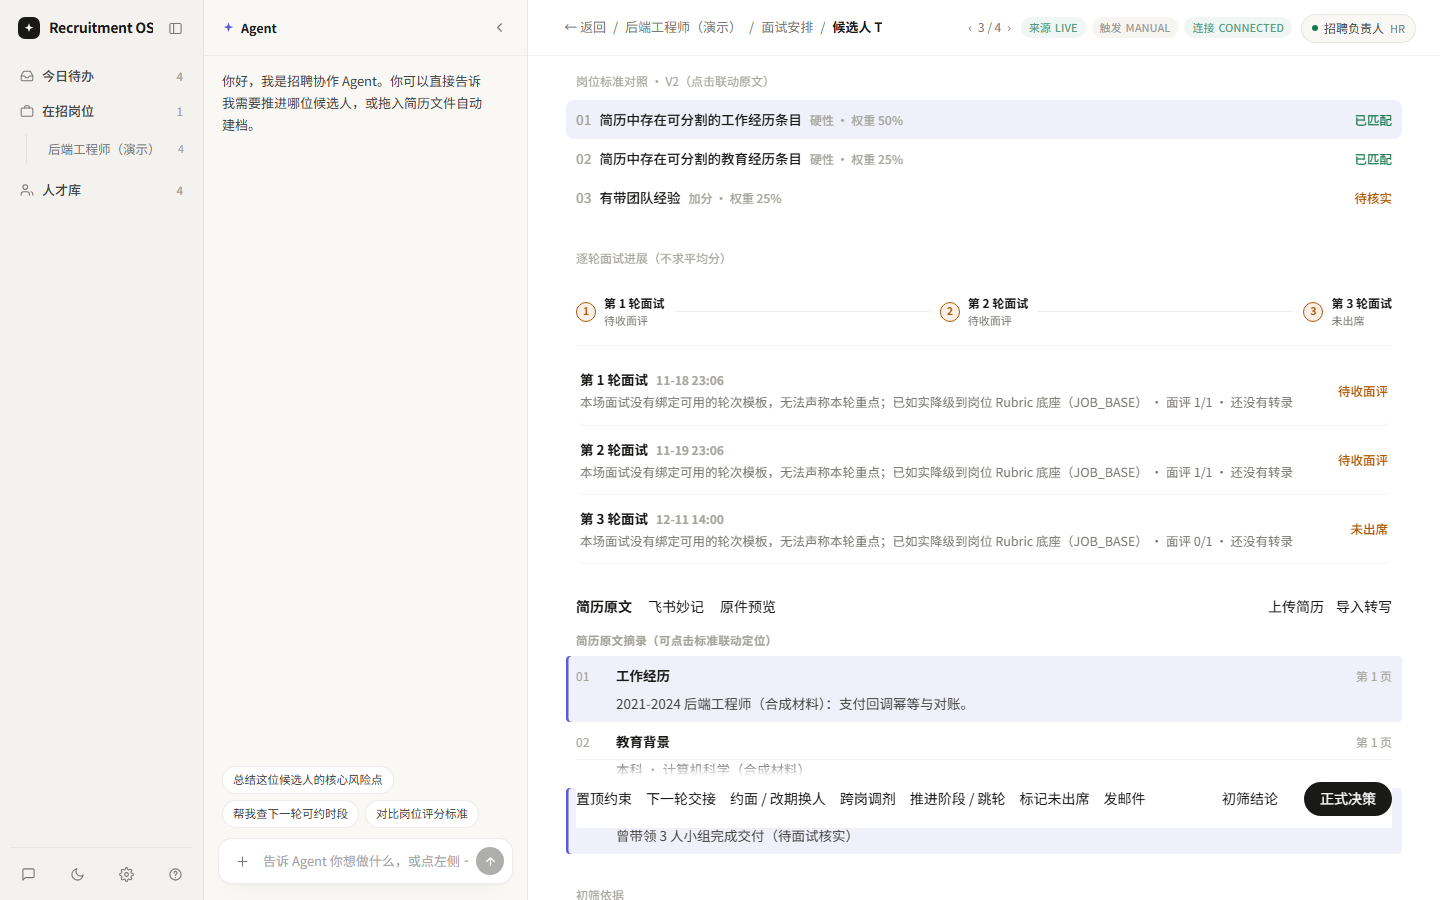 Recruitment OS
今日待办 4
在招岗位 1
后端工程师（演示） 4
人才库 4
Agent
你好，我是招聘协作 Agent。你可以直接告诉
我需要推进哪位候选人，或拖入简历文件自动
建档。
总结这位候选人的核心风险点
帮我查下一轮可约时段
对比岗位评分标准
告诉 Agent 你想做什么，或点左侧
← 返回 / 后端工程师（演示） / 面试安排 / 候选人 T
‹ 3 / 4 ›
来源 LIVE
触发 MANUAL
连接 CONNECTED
招聘负责人 HR
岗位标准对照 · V2（点击联动原文）
01 简历中存在可分割的工作经历条目 硬性 · 权重 50% 已匹配
02 简历中存在可分割的教育经历条目 硬性 · 权重 25% 已匹配
03 有带团队经验 加分 · 权重 25% 待核实
逐轮面试进展（不求平均分）
1 第 1 轮面试
待收面评
2 第 2 轮面试
待收面评
3 第 3 轮面试
未出席
第 1 轮面试 11-18 23:06
本场面试没有绑定可用的轮次模板，无法声称本轮重点；已如实降级到岗位 Rubric 底座（JOB_BASE） · 面评 1/1 · 还没有转录
待收面评
第 2 轮面试 11-19 23:06
本场面试没有绑定可用的轮次模板，无法声称本轮重点；已如实降级到岗位 Rubric 底座（JOB_BASE） · 面评 1/1 · 还没有转录
待收面评
第 3 轮面试 12-11 14:00
本场面试没有绑定可用的轮次模板，无法声称本轮重点；已如实降级到岗位 Rubric 底座（JOB_BASE） · 面评 0/1 · 还没有转录
未出席
简历原文 飞书妙记 原件预览 上传简历 导入转写
简历原文摘录（可点击标准联动定位）
01 工作经历 第 1 页
2021-2024 后端工程师（合成材料）：支付回调幂等与对账。
02 教育背景 第 1 页
本科 · 计算机科学（合成材料）
置顶约束 下一轮交接 约面 / 改期换人 跨岗调剂 推进阶段 / 跳轮 标记未出席 发邮件 初筛结论 正式决策
曾带领 3 人小组完成交付（待面试核实）
初筛依据